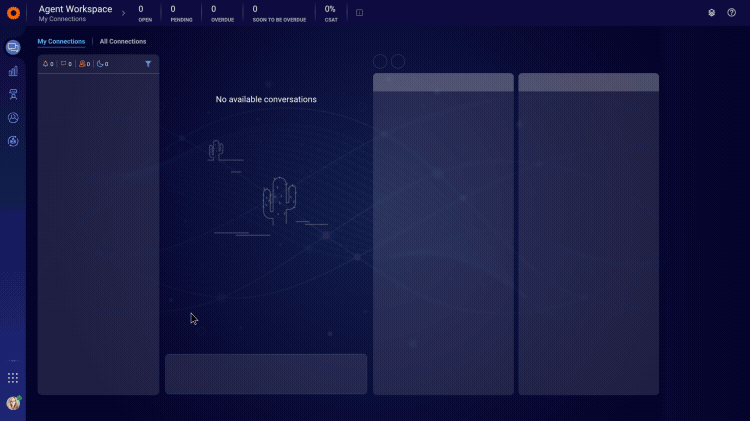 Agent Workspace
My Connections
0
OPEN
0
PENDING
0
OVERDUE
0
SOON TO BE OVERDUE
0%
CSAT
My Connections
All Connections
0
0
0
0
No available conversations